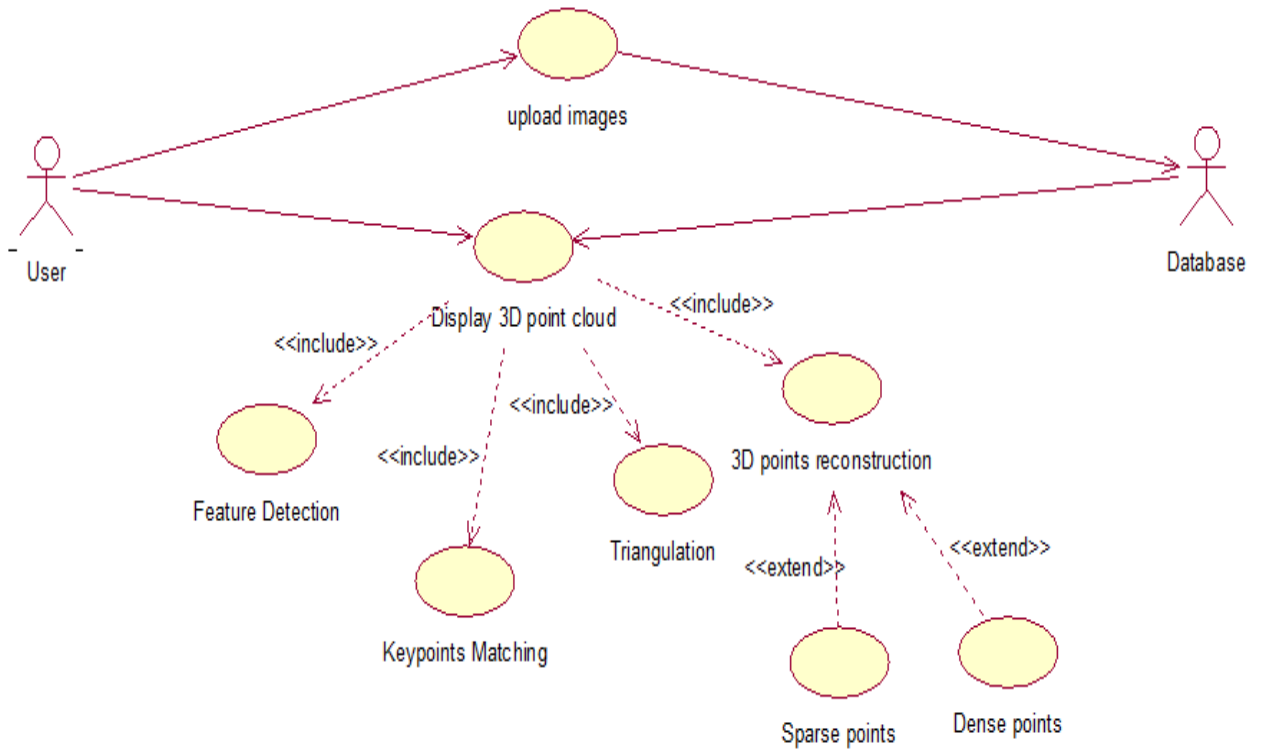 upload images
User
Database
Display 3D point cloud
<<include>>
<<include>>
<<include>>
<<include>>
Feature Detection
Keypoints Matching
Triangulation
3D points reconstruction
<<extend>>
<<extend>>
Sparse points
Dense points